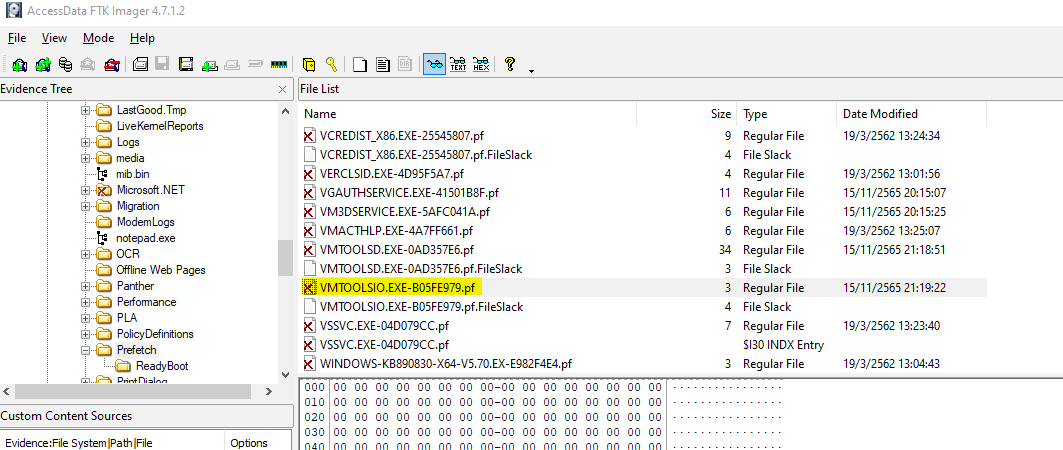 AccessData FTK Imager 4.7.1.2
File View Mode Help
TEXT HEX ?
Evidence Tree
LastGood.Tmp
LiveKernelReports
Logs
media
mib.bin
Microsoft.NET
Migration
ModemLogs
notepad.exe
OCR
Offline Web Pages
Panther
Performance
PLA
PolicyDefinitions
Prefetch
ReadyBoot
PrintDialog
Custom Content Sources
Evidence:File System|Path|File Options
File List
Name Size Type Date Modified
VCREDIST_X86.EXE-25545807.pf 9 Regular File 19/3/2562 13:24:34
VCREDIST_X86.EXE-25545807.pf.FileSlack 4 File Slack
VERCLSID.EXE-4D95F5A7.pf 4 Regular File 19/3/2562 13:01:56
VGAUTHSERVICE.EXE-41501B8F.pf 11 Regular File 15/11/2565 20:15:07
VM3DSERVICE.EXE-5AFC041A.pf 6 Regular File 15/11/2565 20:15:25
VMACTHLP.EXE-4A7FF661.pf 6 Regular File 19/3/2562 13:25:07
VMTOOLSD.EXE-0AD357E6.pf 34 Regular File 15/11/2565 21:18:51
VMTOOLSD.EXE-0AD357E6.pf.FileSlack 3 File Slack
VMTOOLSIO.EXE-B05FE979.pf 3 Regular File 15/11/2565 21:19:22
VMTOOLSIO.EXE-B05FE979.pf.FileSlack 4 File Slack
VSSVC.EXE-04D079CC.pf 7 Regular File 19/3/2562 13:23:40
VSSVC.EXE-04D079CC.pf $I30 INDX Entry
WINDOWS-KB890830-X64-V5.70.EX-E982F4E4.pf 3 Regular File 19/3/2562 13:04:43
000 00 00 00 00 00 00 00 00-00 00 00 00 00 00 00 00 ................
010 00 00 00 00 00 00 00 00-00 00 00 00 00 00 00 00 ................
020 00 00 00 00 00 00 00 00-00 00 00 00 00 00 00 00 ................
030 00 00 00 00 00 00 00 00-00 00 00 00 00 00 00 00 ................
040 00 00 00 00 00 00 00 00-00 00 00 00 00 00 00 00 ................